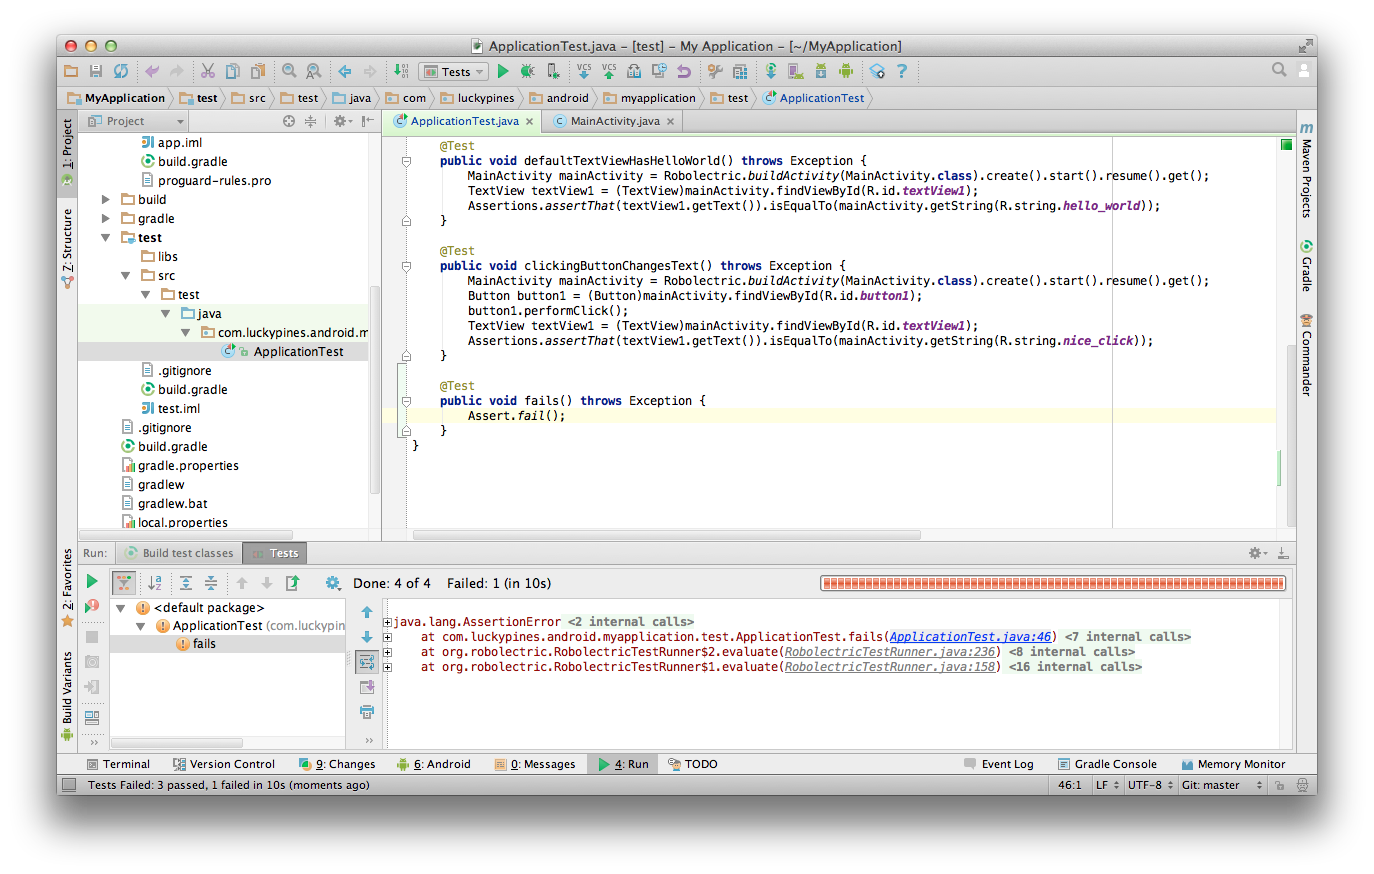 ApplicationTest.java – [test] – My Application – [~/MyApplication]
Tests
VCS VCS
?
MyApplication test src test java com luckypines android myapplication test ApplicationTest
1: Project
Z: Structure
2: Favorites
Build Variants
Project
app.iml
build.gradle
proguard-rules.pro
build
gradle
test
libs
src
test
java
com.luckypines.android.m
ApplicationTest
.gitignore
build.gradle
test.iml
.gitignore
build.gradle
gradle.properties
gradlew
gradlew.bat
local.properties
ApplicationTest.java MainActivity.java
@Test
public void defaultTextViewHasHelloWorld() throws Exception {
MainActivity mainActivity = Robolectric.buildActivity(MainActivity.class).create().start().resume().get();
TextView textView1 = (TextView)mainActivity.findViewById(R.id.textView1);
Assertions.assertThat(textView1.getText()).isEqualTo(mainActivity.getString(R.string.hello_world));
}
@Test
public void clickingButtonChangesText() throws Exception {
MainActivity mainActivity = Robolectric.buildActivity(MainActivity.class).create().start().resume().get();
Button button1 = (Button)mainActivity.findViewById(R.id.button1);
button1.performClick();
TextView textView1 = (TextView)mainActivity.findViewById(R.id.textView1);
Assertions.assertThat(textView1.getText()).isEqualTo(mainActivity.getString(R.string.nice_click));
}
@Test
public void fails() throws Exception {
Assert.fail();
}
}
m
Maven Projects
Gradle
Commander
Run: Build test classes Tests
Done: 4 of 4 Failed: 1 (in 10s)
<default package>
ApplicationTest (com.luckypin
fails
java.lang.AssertionError <2 internal calls>
at com.luckypines.android.myapplication.test.ApplicationTest.fails(ApplicationTest.java:46) <7 internal calls>
at org.robolectric.RobolectricTestRunner$2.evaluate(RobolectricTestRunner.java:236) <8 internal calls>
at org.robolectric.RobolectricTestRunner$1.evaluate(RobolectricTestRunner.java:158) <16 internal calls>
Terminal Version Control 9: Changes 6: Android 0: Messages 4: Run TODO Event Log Gradle Console Memory Monitor
Tests Failed: 3 passed, 1 failed in 10s (moments ago) 46:1 LF UTF-8 Git: master